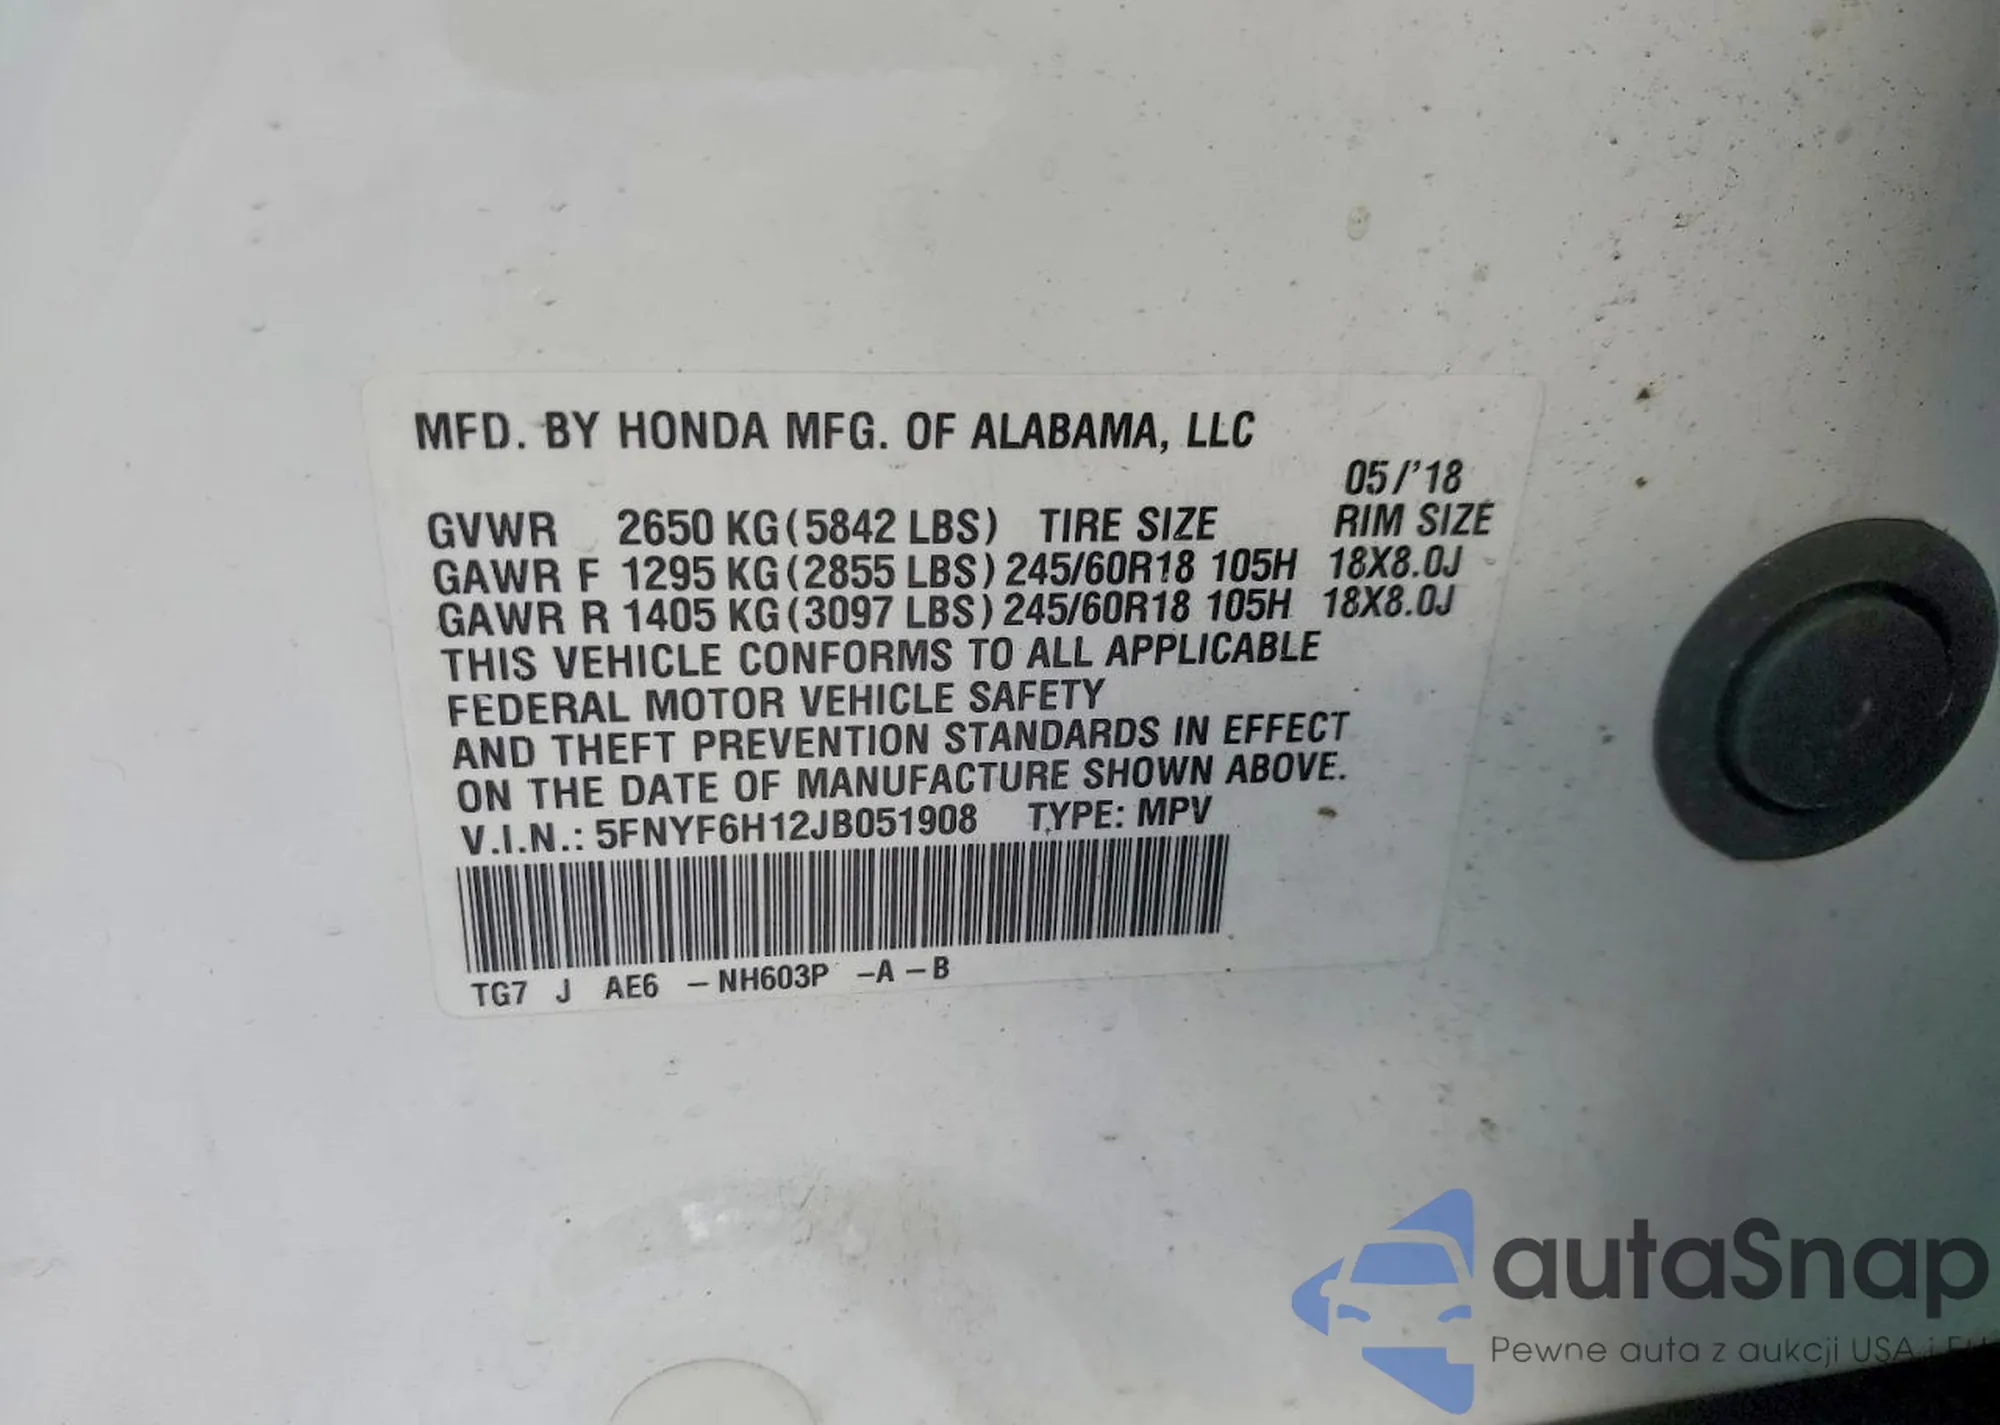 MFD. BY HONDA MFG. OF ALABAMA, LLC
05/'18
GVWR 2650 KG (5842 LBS) TIRE SIZE RIM SIZE
GAWR F 1295 KG (2855 LBS) 245/60R18 105H 18X8.0J
GAWR R 1405 KG (3097 LBS) 245/60R18 105H 18X8.0J
THIS VEHICLE CONFORMS TO ALL APPLICABLE
FEDERAL MOTOR VEHICLE SAFETY
AND THEFT PREVENTION STANDARDS IN EFFECT
ON THE DATE OF MANUFACTURE SHOWN ABOVE.
V.I.N.: 5FNYF6H12JB051908 TYPE: MPV
TG7 J AE6 -NH603P -A -B
autaSnap
Pewne auta z aukcji USA i